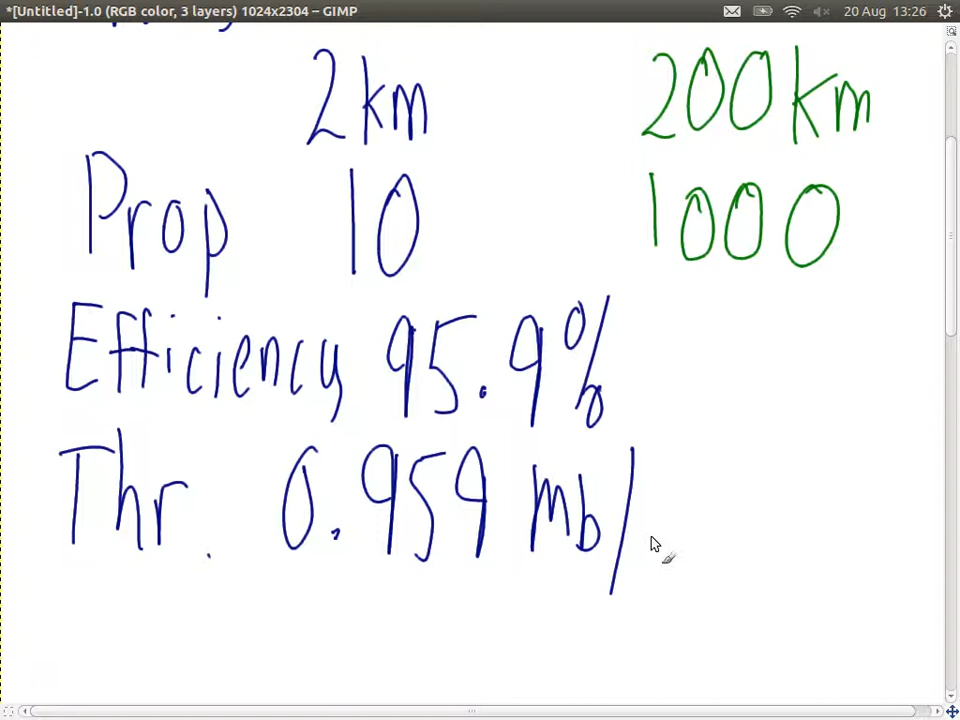 *[Untitled]-1.0 (RGB color, 3 layers) 1024x2304 – GIMP 20 Aug 13:26
2km 200km
Prop 10 1000
Efficiency 95.9%
Thr. 0.959 mb/